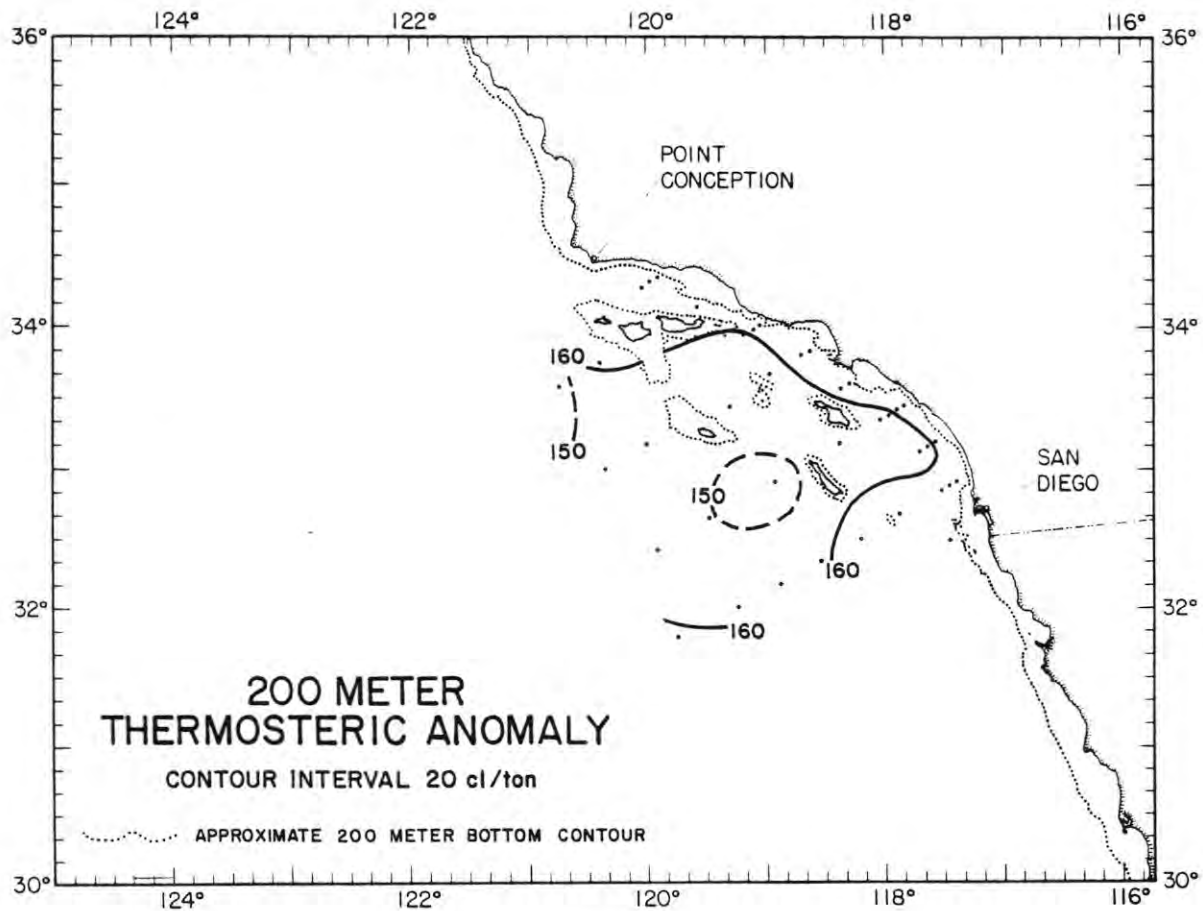 124° 122° 120° 118° 116°
36° 36°
POINT
CONCEPTION
34° 34°
160
150
SAN
DIEGO
150
160
32° 32°
160
200 METER
THERMOSTERIC ANOMALY
CONTOUR INTERVAL 20 cl/ton
APPROXIMATE 200 METER BOTTOM CONTOUR
30° 30°
124° 122° 120° 118° 116°